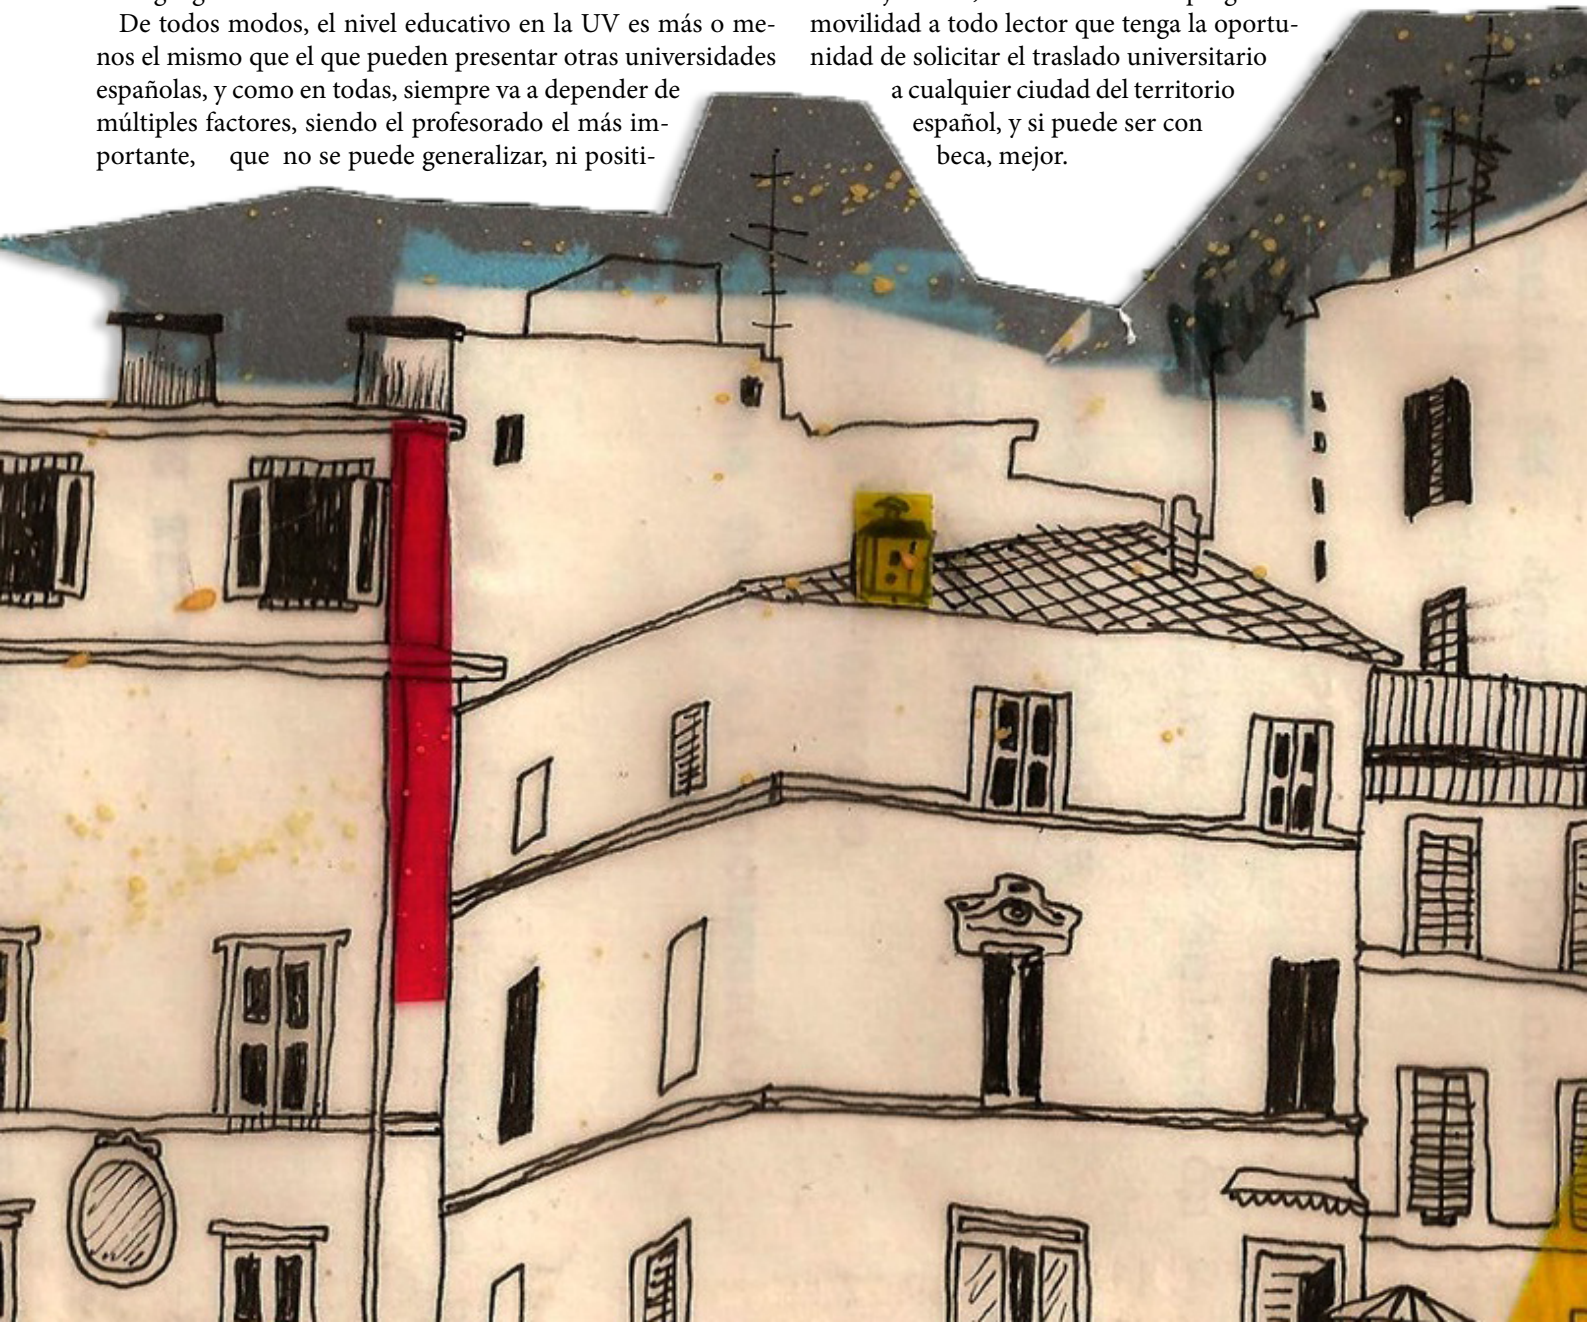 De todos modos, el nivel educativo en la UV es más o me-
nos el mismo que el que pueden presentar otras universidades
españolas, y como en todas, siempre va a depender de
múltiples factores, siendo el profesorado el más im-
portante, que no se puede generalizar, ni positi-
movilidad a todo lector que tenga la oportu-
nidad de solicitar el traslado universitario
a cualquier ciudad del territorio
español, y si puede ser con
beca, mejor.